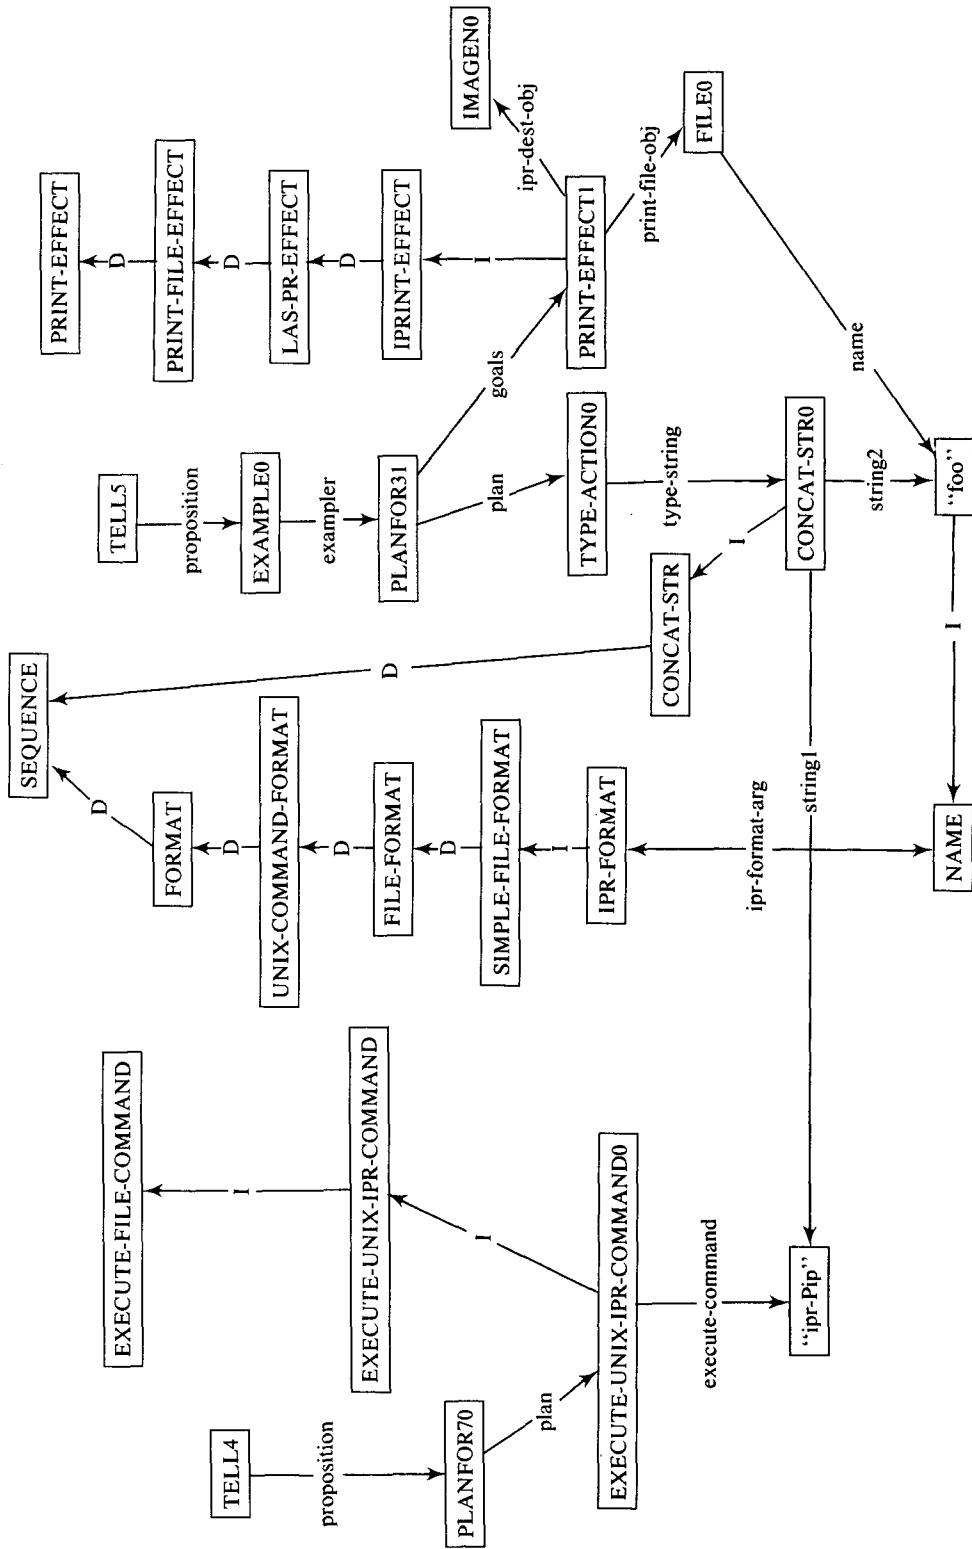 TELL4
proposition
PLANFOR70
plan
EXECUTE-FILE-COMMAND
I
EXECUTE-UNIX-IPR-COMMAND
I
EXECUTE-UNIX-IPR-COMMAND0
execute-command
“ipr-Pip”
SEQUENCE
D
D
FORMAT
D
UNIX-COMMAND-FORMAT
D
FILE-FORMAT
D
SIMPLE-FILE-FORMAT
I
IPR-FORMAT
ipr-format-arg
string1
NAME
TELL5
proposition
EXAMPLE0
exampler
PLANFOR31
plan
goals
TYPE-ACTION0
type-string
CONCAT-STR
I
CONCAT-STR0
string2
“foo”
I
PRINT-EFFECT
D
PRINT-FILE-EFFECT
D
LAS-PR-EFFECT
D
IPRINT-EFFECT
I
PRINT-EFFECT1
ipr-dest-obj
IMAGEN0
print-file-obj
FILE0
name